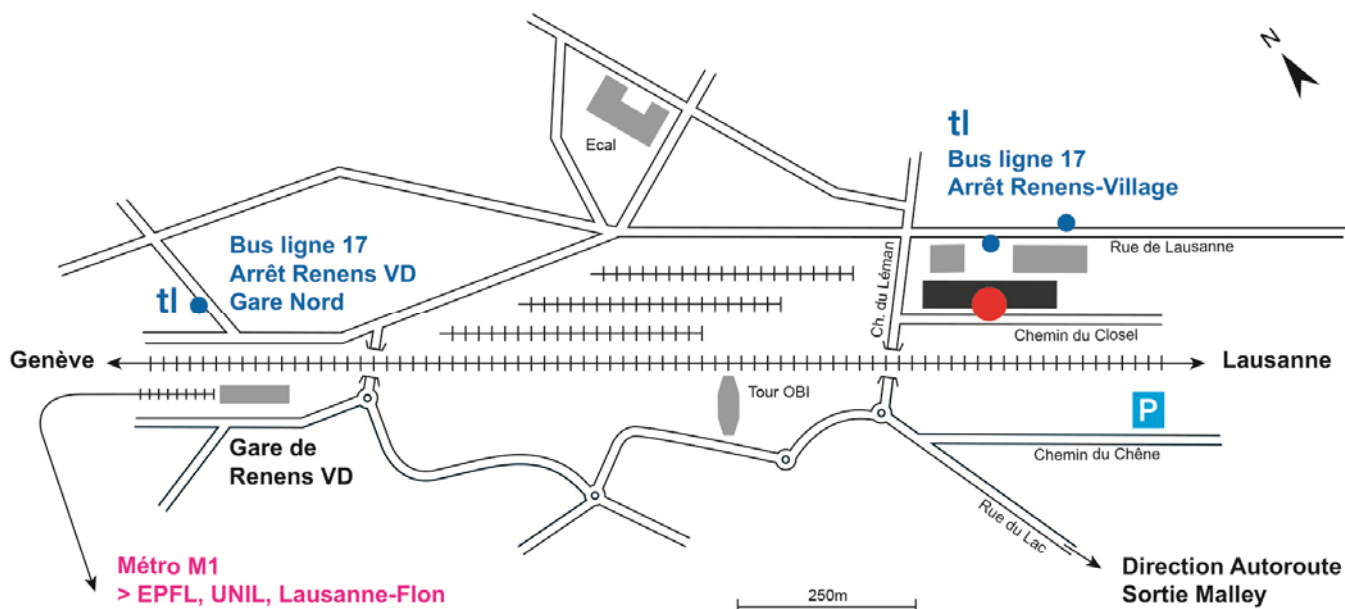 N
Ecal
tl
Bus ligne 17
Arrêt Renens-Village
Rue de Lausanne
Bus ligne 17
Arrêt Renens VD
Gare Nord
tl
Ch. du Léman
Chemin du Closel
Genève
Lausanne
Tour OBI
P
Gare de
Renens VD
Chemin du Chêne
Rue du Lac
Métro M1
> EPFL, UNIL, Lausanne-Flon
Direction Autoroute
Sortie Malley
250m